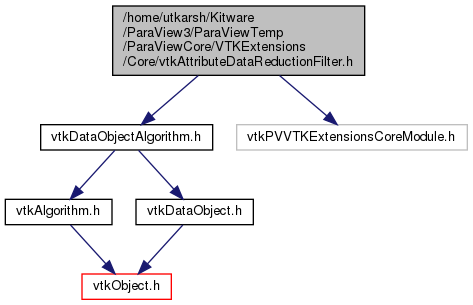 /home/utkarsh/Kitware
/ParaView3/ParaViewTemp
/ParaViewCore/VTKExtensions
/Core/vtkAttributeDataReductionFilter.h
vtkDataObjectAlgorithm.h
vtkPVVTKExtensionsCoreModule.h
vtkAlgorithm.h
vtkDataObject.h
vtkObject.h